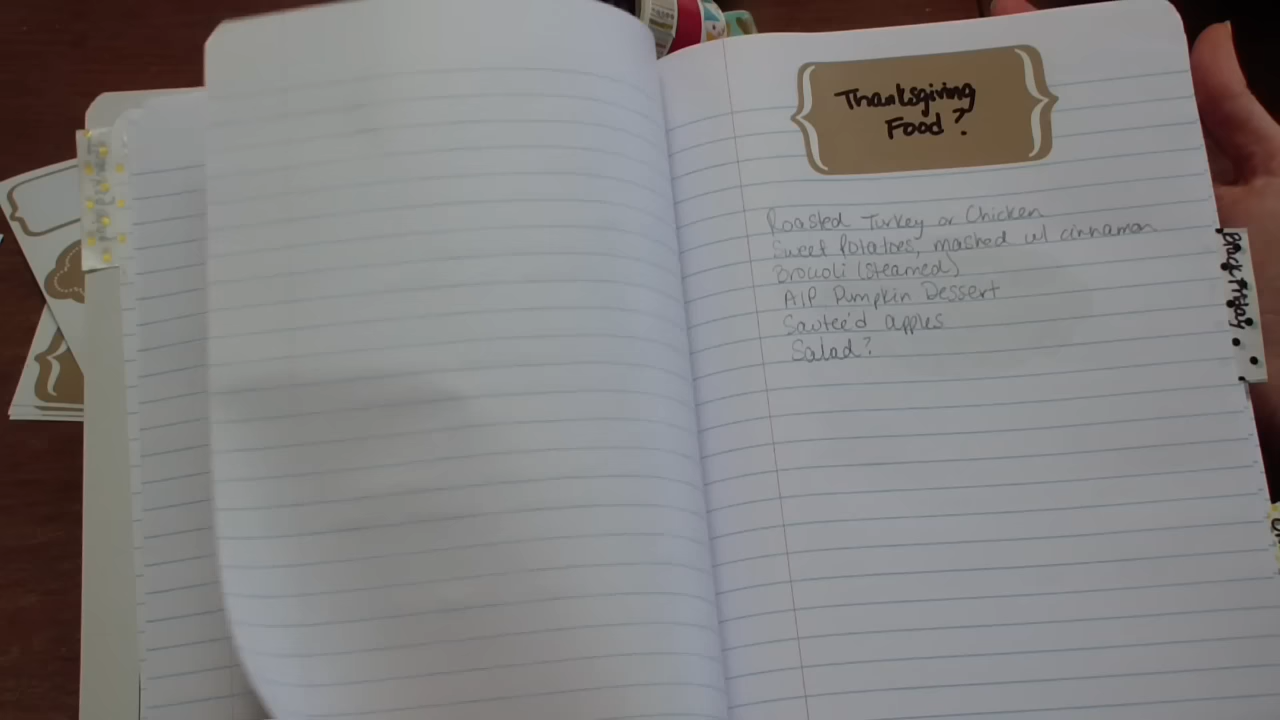 Thanksgiving
Food?
Roasted Turkey or Chicken
Sweet Potatoes, mashed w/ cinnamon
Broccoli (steamed)
AIP Pumpkin Dessert
Sautee'd apples
Salad?
Black Friday